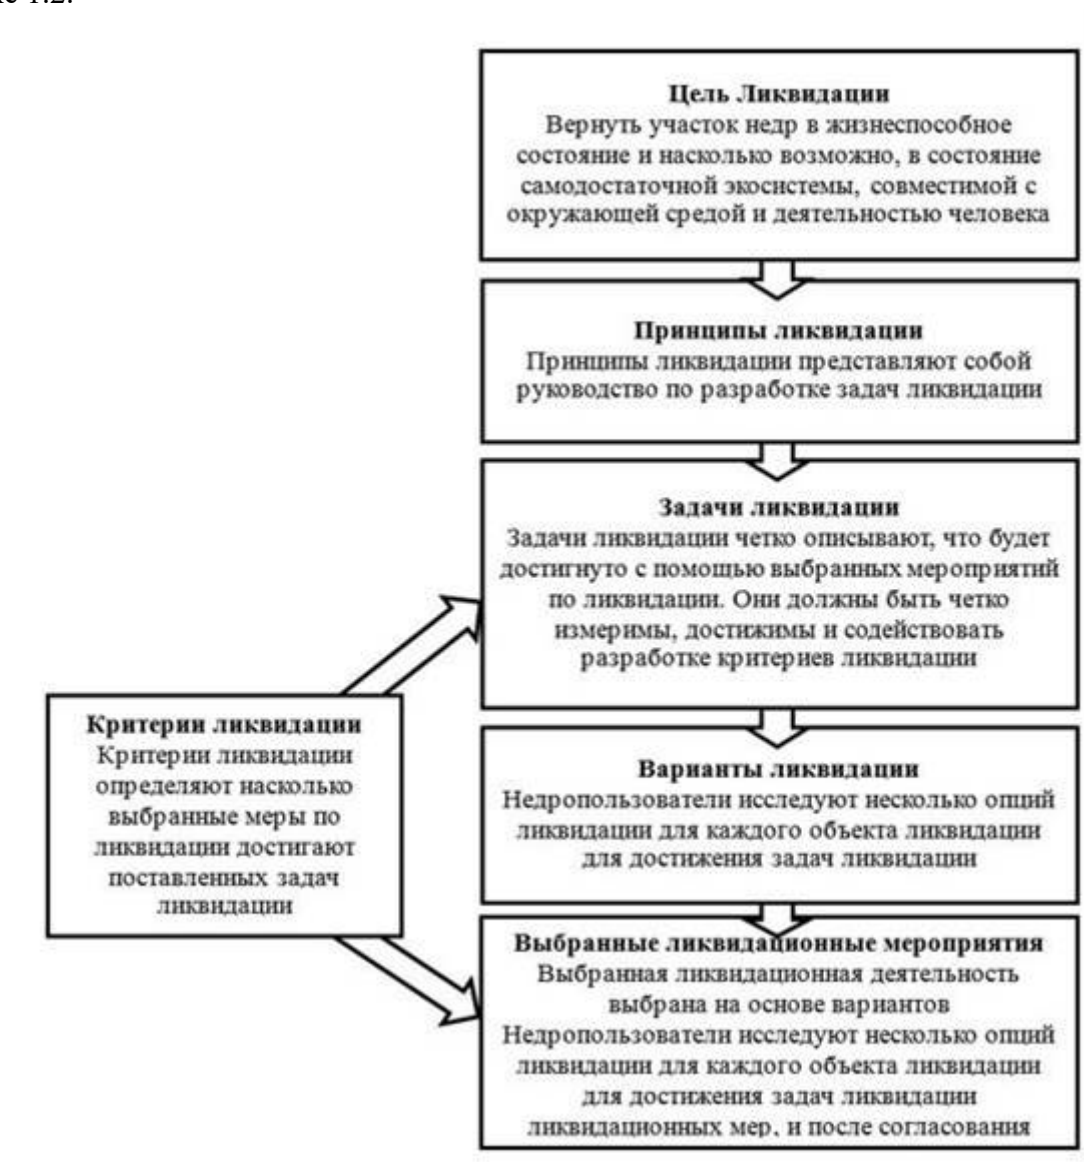 1.2.
Цель Ликвидации
Вернуть участок недр в жизнеспособное
состояние и насколько возможно, в состояние
самодостаточной экосистемы, совместимой с
окружающей средой и деятельностью человека
Принципы ликвидации
Принципы ликвидации представляют собой
руководство по разработке задач ликвидации
Задачи ликвидации
Задачи ликвидации четко описывают, что будет
достигнуто с помощью выбранных мероприятий
по ликвидации. Они должны быть четко
измеримы, достижимы и содействовать
разработке критериев ликвидации
Критерии ликвидации
Критерии ликвидации
определяют насколько
выбранные меры по
ликвидации достигают
поставленных задач
ликвидации
Варианты ликвидации
Недропользователи исследуют несколько опций
ликвидации для каждого объекта ликвидации
для достижения задач ликвидации
Выбранные ликвидационные мероприятия
Выбранная ликвидационная деятельность
выбрана на основе вариантов
Недропользователи исследуют несколько опций
ликвидации для каждого объекта ликвидации
для достижения задач ликвидации
ликвидационных мер, и после согласования